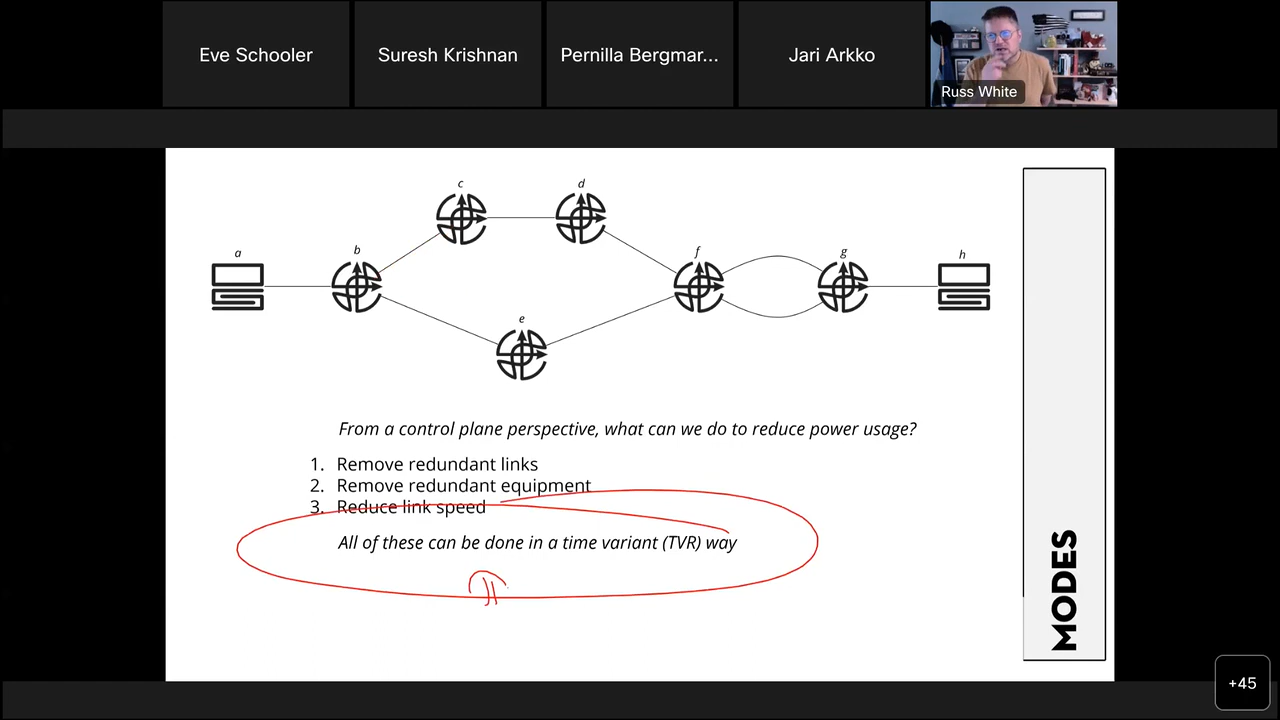 Eve Schooler
Suresh Krishnan
Pernilla Bergmar...
Jari Arkko
Russ White
c
d
a
b
f
g
h
e
From a control plane perspective, what can we do to reduce power usage?
1. Remove redundant links
2. Remove redundant equipment
3. Reduce link speed
All of these can be done in a time variant (TVR) way
MODES
+45